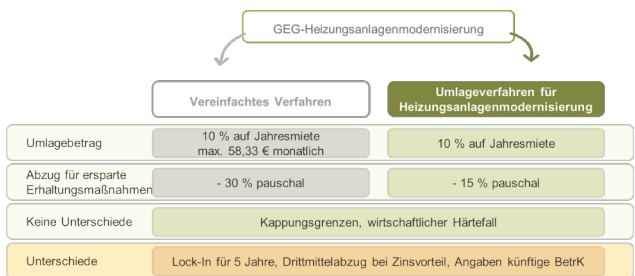 GEG-Heizungsanlagenmodernisierung
Vereinfachtes Verfahren
Umlageverfahren für
Heizungsanlagenmodernisierung
Umlagebetrag
10 % auf Jahresmiete
max. 58,33 € monatlich
10 % auf Jahresmiete
Abzug für ersparte
Erhaltungsmaßnahmen
- 30 % pauschal
- 15 % pauschal
Keine Unterschiede
Kappungsgrenzen, wirtschaftlicher Härtefall
Unterschiede
Lock-In für 5 Jahre, Drittmittelabzug bei Zinsvorteil, Angaben künftige BetrK